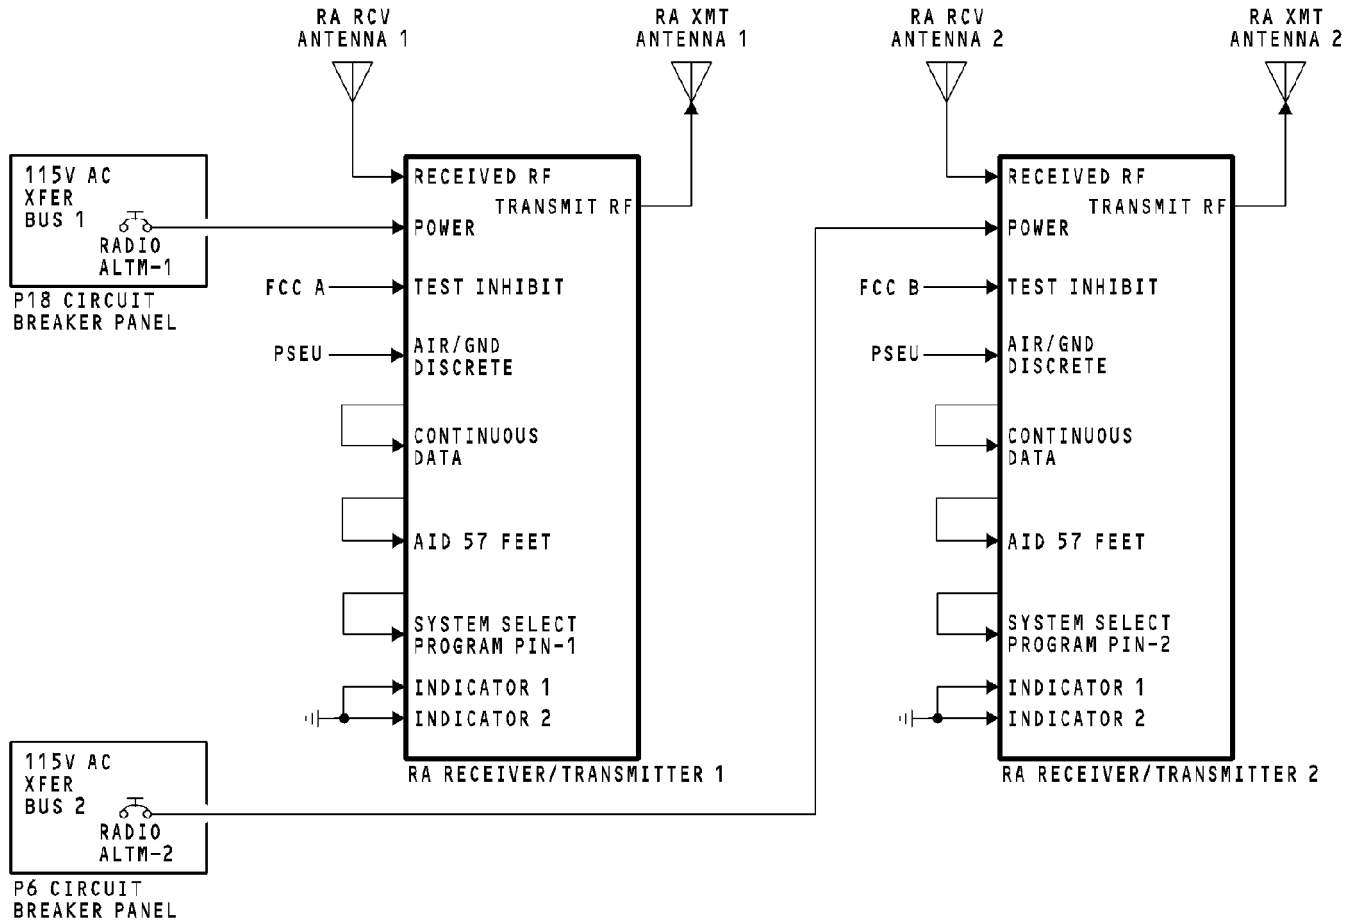 RA RCV
ANTENNA 1
RA XMT
ANTENNA 1
RA RCV
ANTENNA 2
RA XMT
ANTENNA 2
115V AC
XFER
BUS 1
RADIO
ALTM-1
P18 CIRCUIT
BREAKER PANEL
RECEIVED RF
TRANSMIT RF
POWER
FCC A
TEST INHIBIT
PSEU
AIR/GND
DISCRETE
CONTINUOUS
DATA
AID 57 FEET
SYSTEM SELECT
PROGRAM PIN-1
INDICATOR 1
INDICATOR 2
RA RECEIVER/TRANSMITTER 1
RECEIVED RF
TRANSMIT RF
POWER
FCC B
TEST INHIBIT
PSEU
AIR/GND
DISCRETE
CONTINUOUS
DATA
AID 57 FEET
SYSTEM SELECT
PROGRAM PIN-2
INDICATOR 1
INDICATOR 2
RA RECEIVER/TRANSMITTER 2
115V AC
XFER
BUS 2
RADIO
ALTM-2
P6 CIRCUIT
BREAKER PANEL